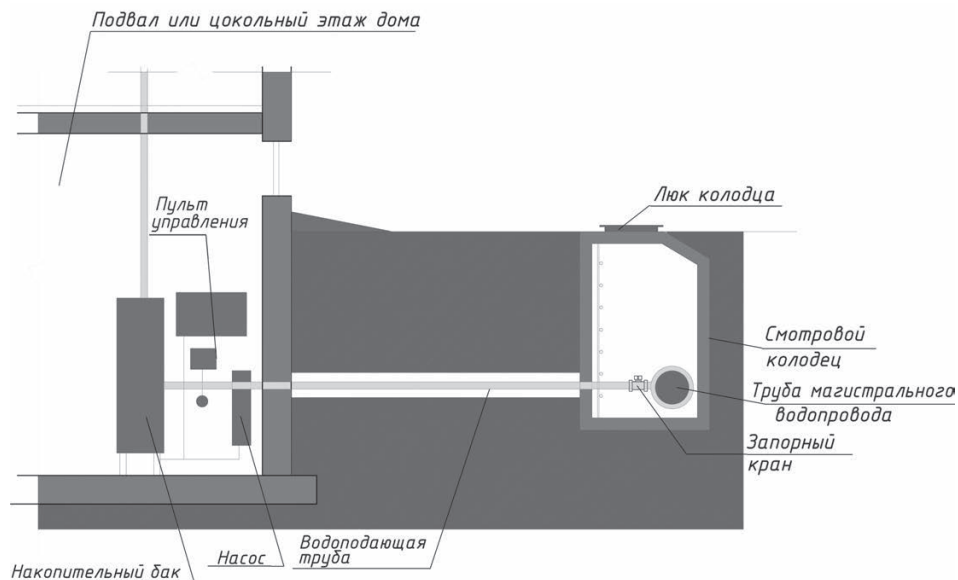 Подвал или цокольный этаж дома
Пульт
управления
Люк колодца
Смотровой
колодец
Труба магистрального
водопровода
Запорный
кран
Водоподающая
труба
Насос
Накопительный бак